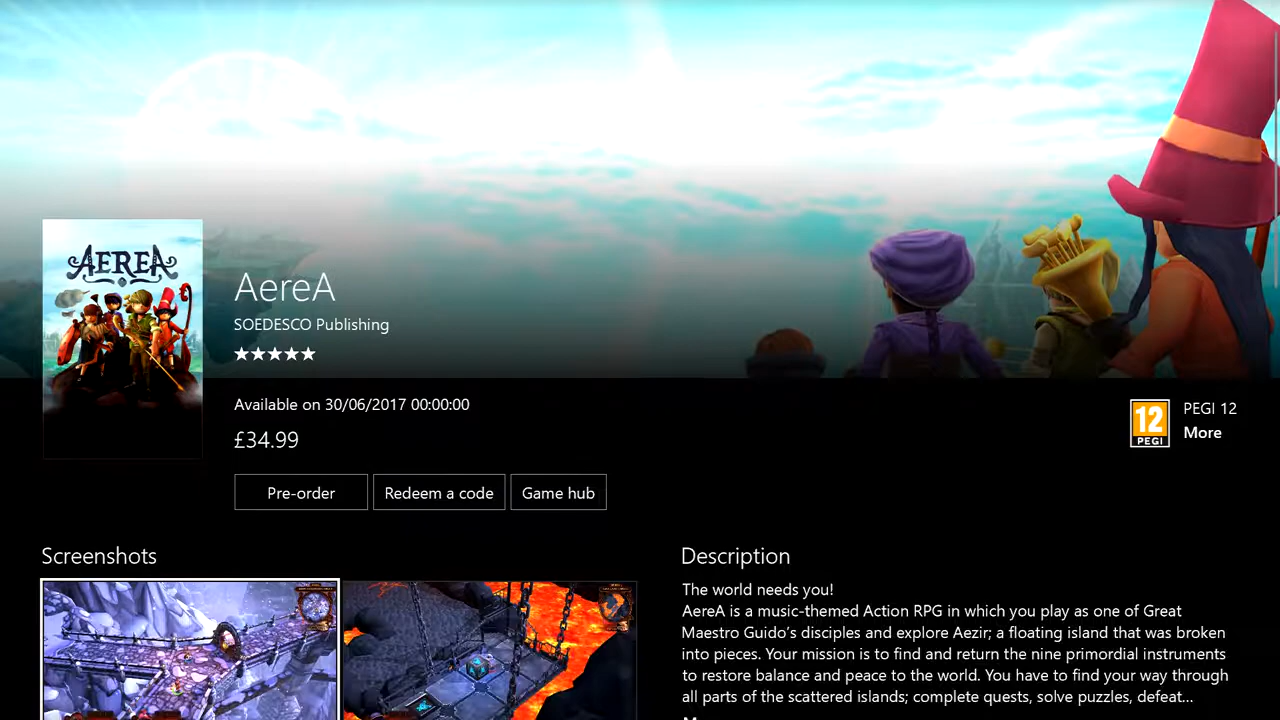 AEREA
AereA
SOEDESCO Publishing
Available on 30/06/2017 00:00:00
£34.99
Pre-order
Redeem a code
Game hub
12
PEGI
PEGI 12
More
Screenshots
Description
The world needs you!
AereA is a music-themed Action RPG in which you play as one of Great
Maestro Guido's disciples and explore Aezir; a floating island that was broken
into pieces. Your mission is to find and return the nine primordial instruments
to restore balance and peace to the world. You have to find your way through
all parts of the scattered islands; complete quests, solve puzzles, defeat...